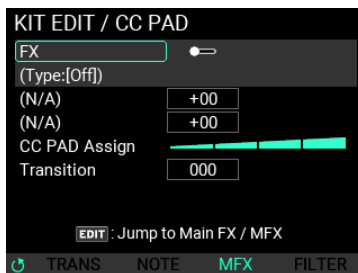 KIT EDIT / CC PAD
FX
(Type:[Off])
(N/A) +00
(N/A) +00
CC PAD Assign
Transition 000
EDIT : Jump to Main FX / MFX
TRANS NOTE MFX FILTER